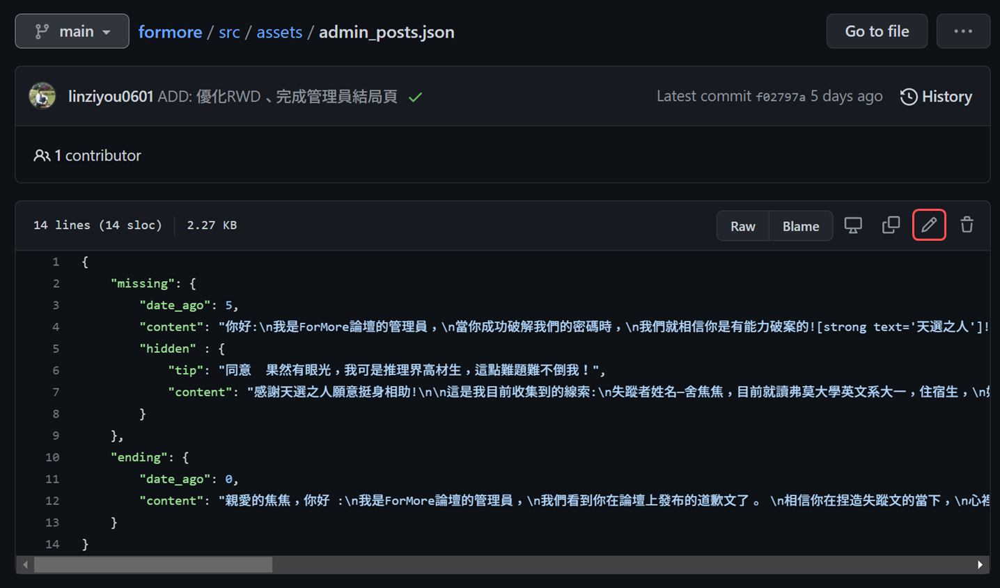 main formore / src / assets / admin_posts.json Go to file ...
linziyou0601 ADD: 優化RWD、完成管理員結局頁 Latest commit f02797a 5 days ago History
1 contributor
14 lines (14 sloc) 2.27 KB Raw Blame
1 {
2 "missing": {
3 "date_ago": 5,
4 "content": "你好:\n我是ForMore論壇的管理員，\n當你成功破解我們的密碼時，\n我們就相信你是有能力破案的![strong text='天選之人']!
5 "hidden" : {
6 "tip": "同意  果然有眼光，我可是推理界高材生，這點難題難不倒我！",
7 "content": "感謝天選之人願意挺身相助!\n\n這是我目前收集到的線索:\n失蹤者姓名—舍焦焦，目前就讀弗莫大學英文系大一，住宿生，\n
8 }
9 },
10 "ending": {
11 "date_ago": 0,
12 "content": "親愛的焦焦，你好 :\n我是ForMore論壇的管理員，\n我們看到你在論壇上發布的道歉文了。 \n相信你在捏造失蹤文的當下，\n心裡
13 }
14 }